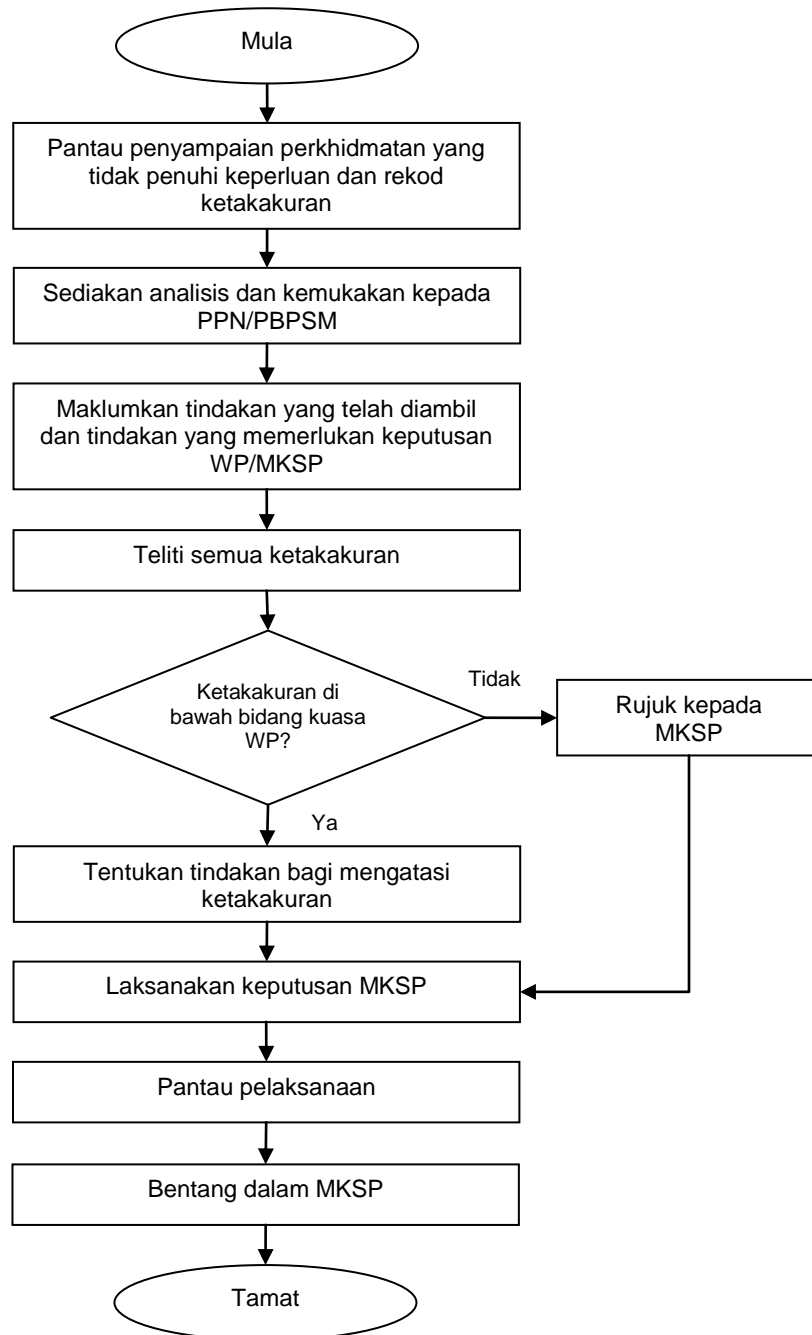 Mula
Pantau penyampaian perkhidmatan yang
tidak penuhi keperluan dan rekod
ketakakuran
Sediakan analisis dan kemukakan kepada
PPN/PBPSM
Maklumkan tindakan yang telah diambil
dan tindakan yang memerlukan keputusan
WP/MKSP
Teliti semua ketakakuran
Ketakakuran di
bawah bidang kuasa
WP?
Tidak
Rujuk kepada
MKSP
Ya
Tentukan tindakan bagi mengatasi
ketakakuran
Laksanakan keputusan MKSP
Pantau pelaksanaan
Bentang dalam MKSP
Tamat